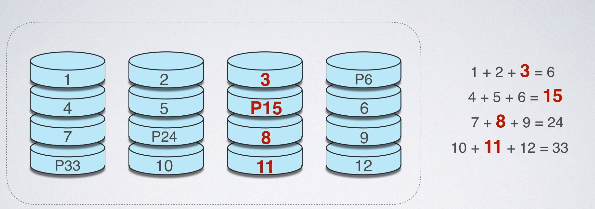 1 2 3 P6
4 5 P15 6
7 P24 8 9
P33 10 11 12
1 + 2 + 3 = 6
4 + 5 + 6 = 15
7 + 8 + 9 = 24
10 + 11 + 12 = 33